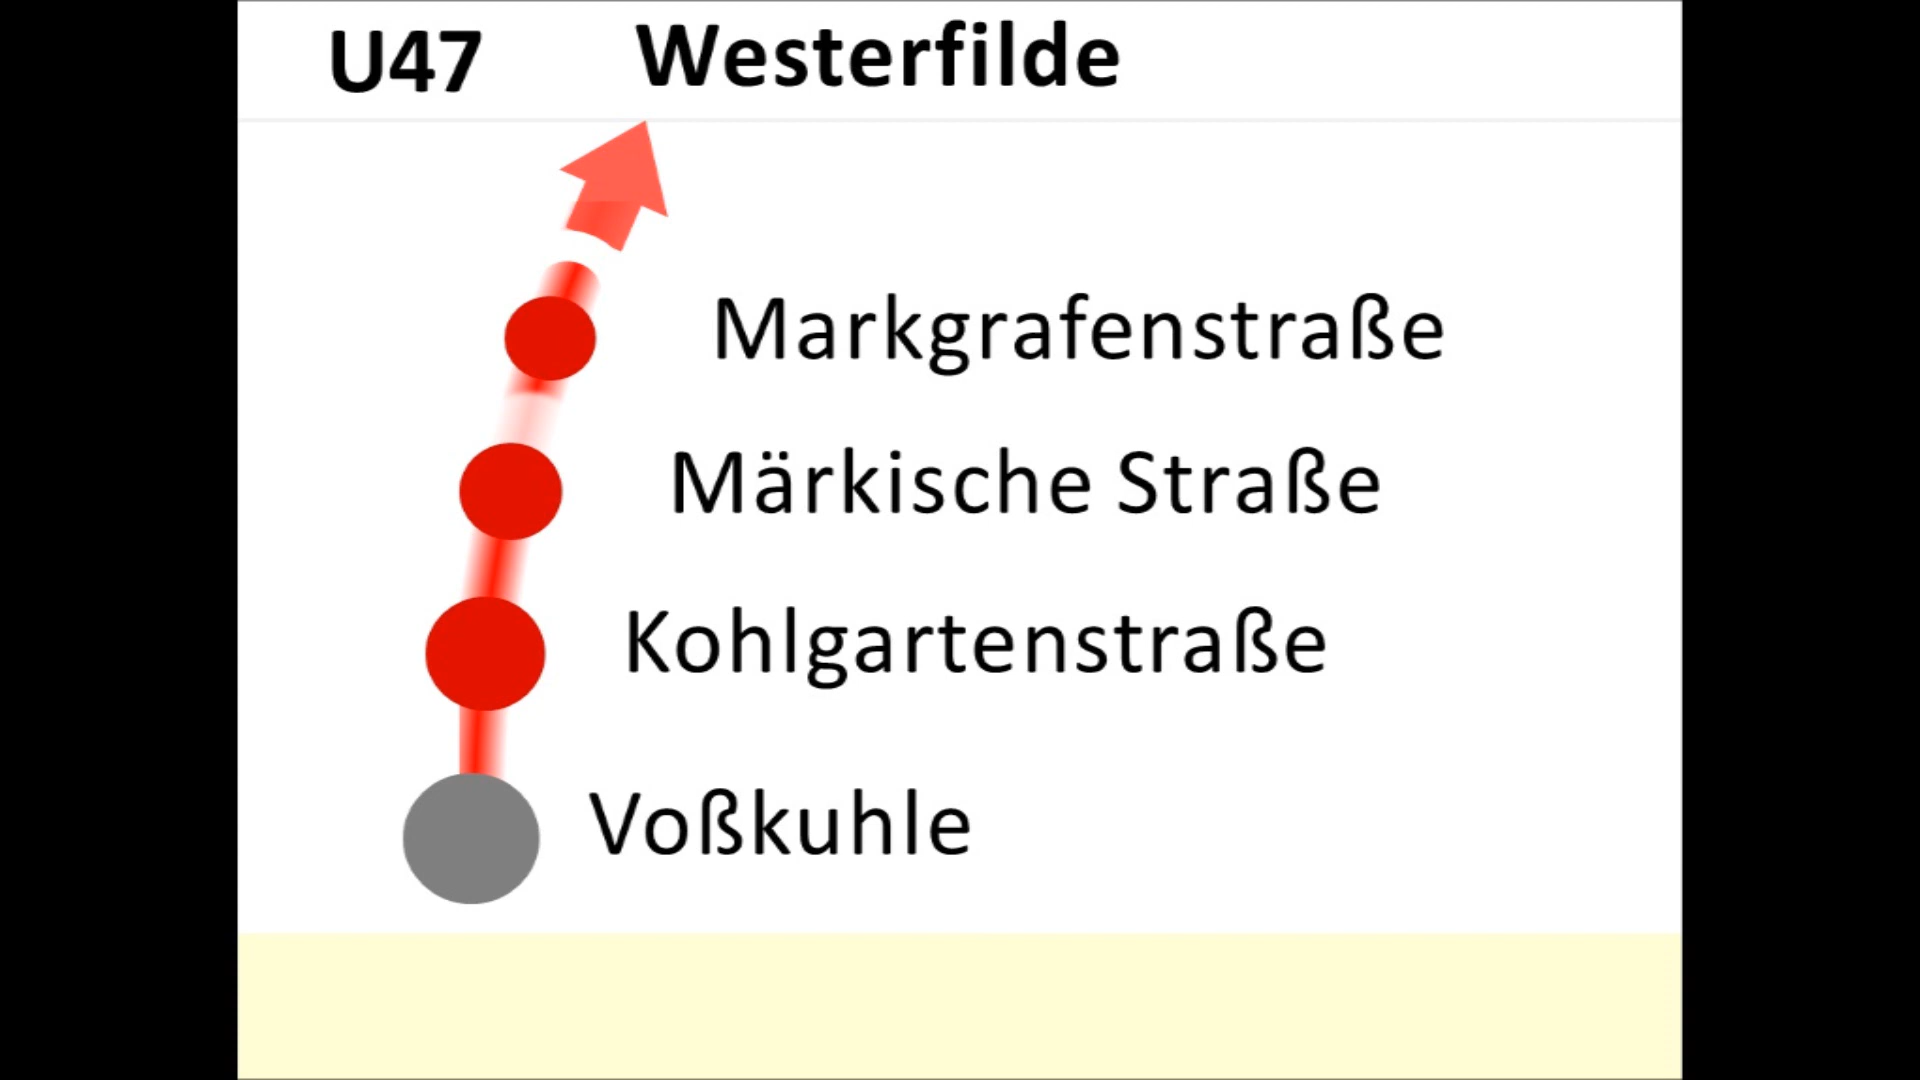 U47 Westerfilde
Markgrafenstraße
Märkische Straße
Kohlgartenstraße
Voßkuhle